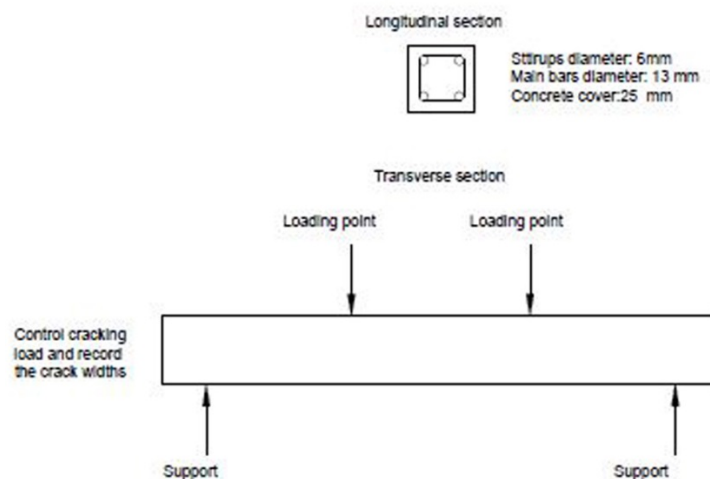 Longitudinal section
Sttirups diameter: 6mm
Main bars diameter: 13 mm
Concrete cover:25 mm
Transverse section
Loading point
Loading point
Control cracking
load and record
the crack widths
Support
Support